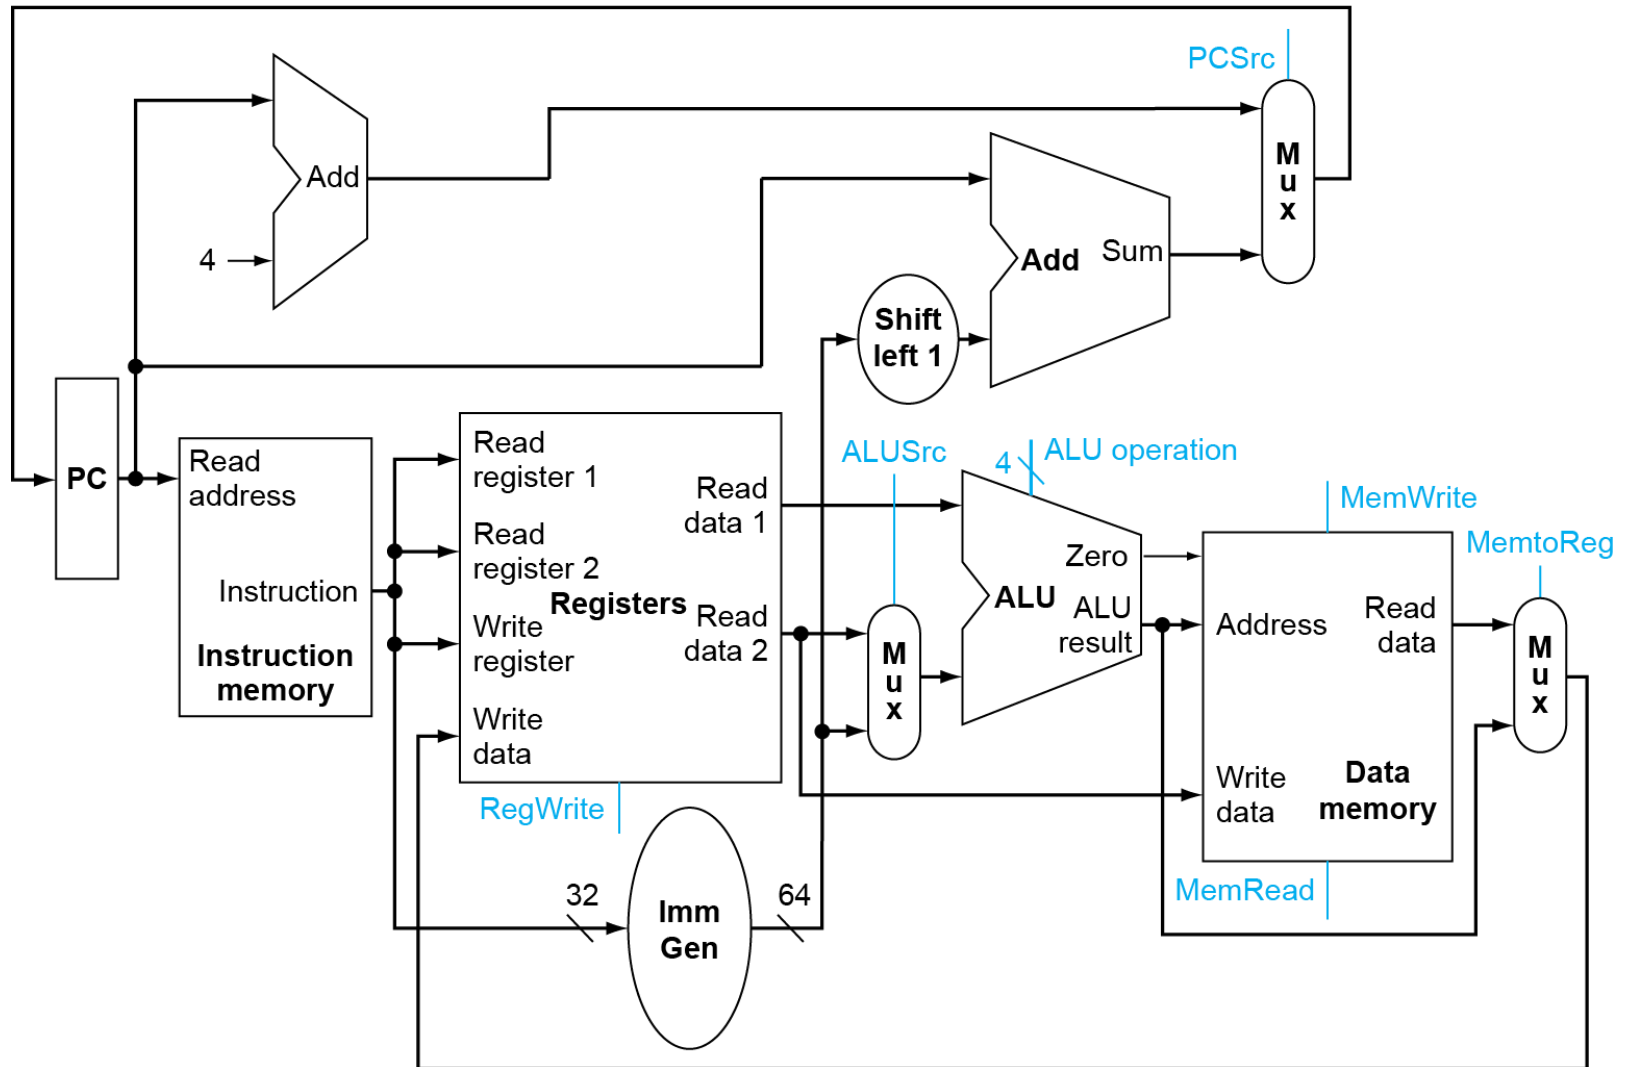 PCSrc
Add
4
M
u
x
Add
Sum
Shift
left 1
PC
Read
address
Instruction
Instruction
memory
Read
register 1
Read
register 2
Registers
Write
register
Write
data
Read
data 1
Read
data 2
RegWrite
ALUSrc
M
u
x
4
ALU operation
Zero
ALU
ALU
result
MemWrite
MemtoReg
Address
Read
data
Write
data
Data
memory
MemRead
M
u
x
32
Imm
Gen
64